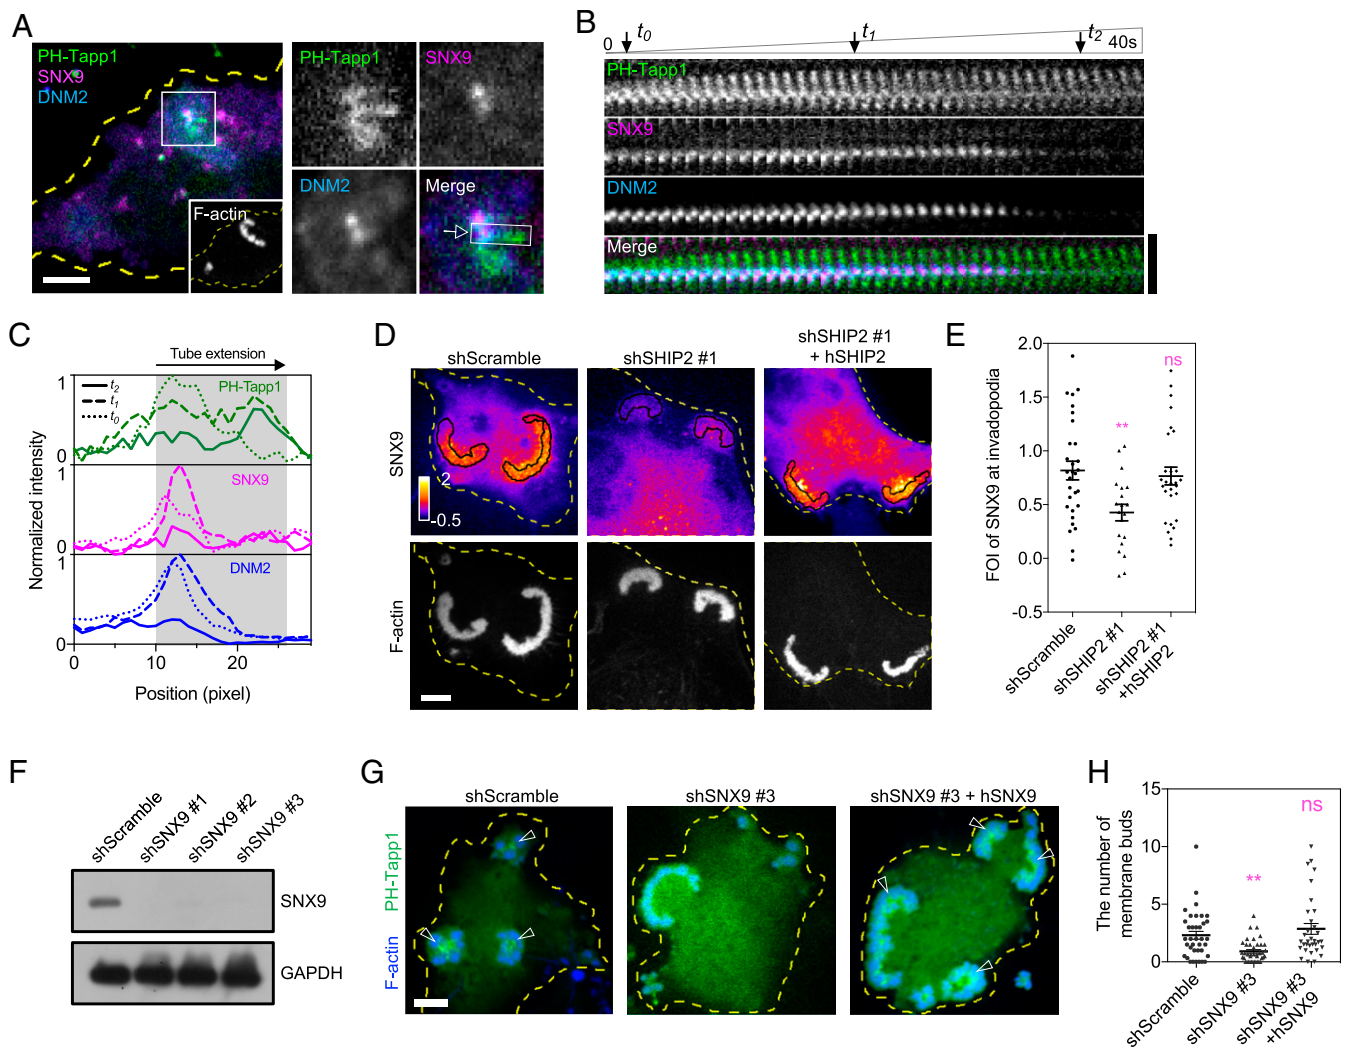 A
PH-Tapp1
SNX9
DNM2
F-actin
PH-Tapp1
SNX9
DNM2
Merge
B
0
t0
t1
t2
40s
PH-Tapp1
SNX9
DNM2
Merge
C
Tube extension
PH-Tapp1
t2
t1
t0
SNX9
DNM2
1
0
1
0
1
0
0
10
20
Normalized intensity
Position (pixel)
D
shScramble
shSHIP2 #1
shSHIP2 #1
+ hSHIP2
SNX9
2
-0.5
F-actin
E
FOI of SNX9 at invadopodia
2.0
1.5
1.0
0.5
0.0
-0.5
**
ns
shScramble
shSHIP2 #1
shSHIP2 #1
+hSHIP2
F
shScramble
shSNX9 #1
shSNX9 #2
shSNX9 #3
SNX9
GAPDH
G
shScramble
shSNX9 #3
shSNX9 #3 + hSNX9
F-actin PH-Tapp1
H
The number of
membrane buds
15
10
5
0
**
ns
shScramble
shSNX9 #3
shSNX9 #3
+hSNX9